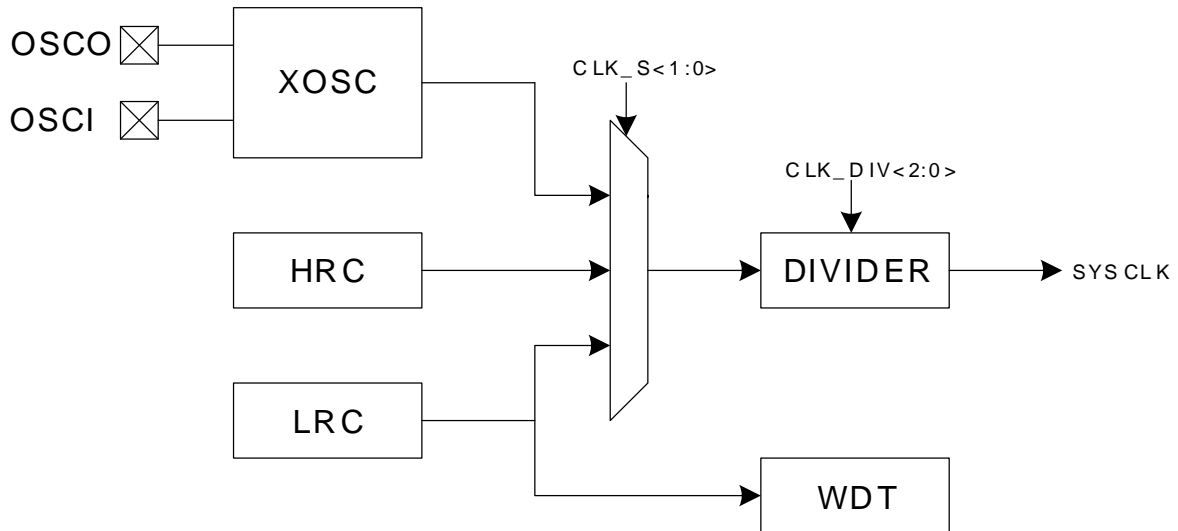 OSCO
OSCI
XOSC
CLK_S<1:0>
CLK_DIV<2:0>
HRC
DIVIDER
SYSCLK
LRC
WDT